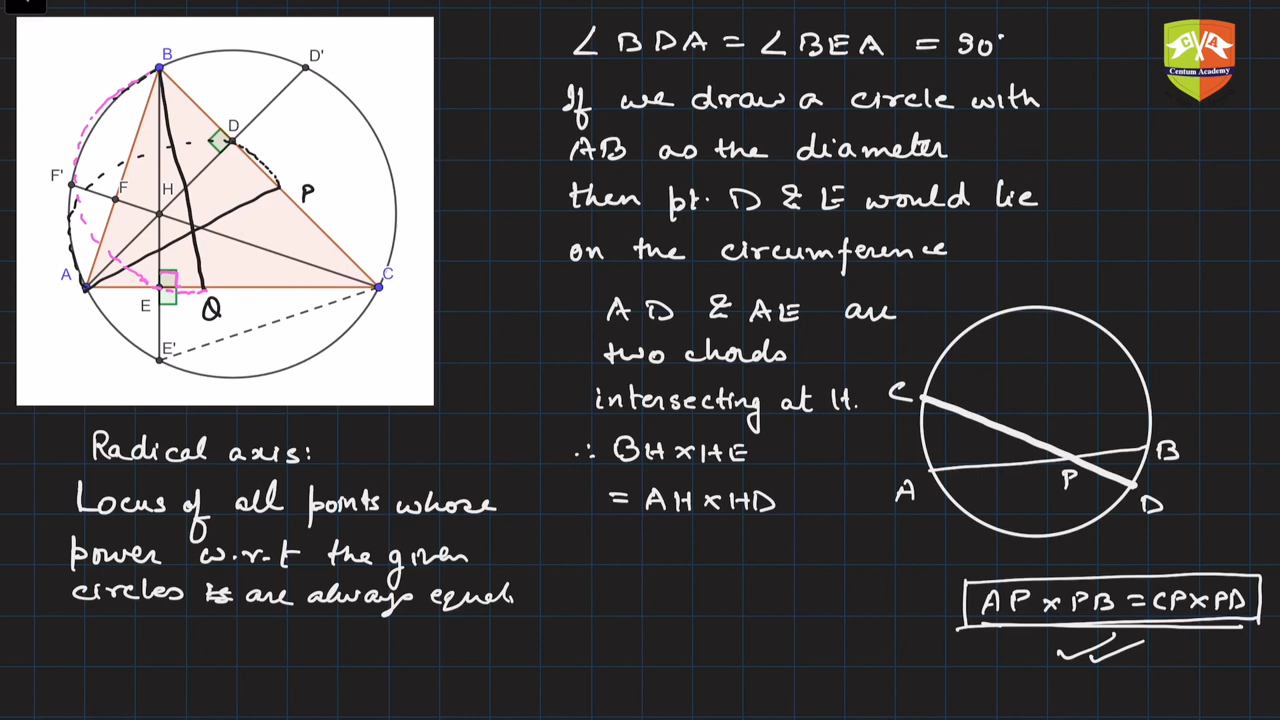 B
D'
D
F'
F
H
P
A
C
E
Q
E'
∠BDA = ∠BEA = 90°
If we draw a circle with
AB as the diameter
then pt. D & E would lie
on the circumference
AD & AE are
two chords
intersecting at H.
∴ BH×HE
= AH×HD
Radical axis:
Locus of all points whose
power w.r.t the given
circles are always equal
C
A
P
B
D
AP × PB = CP×PD
C A
Centum Academy